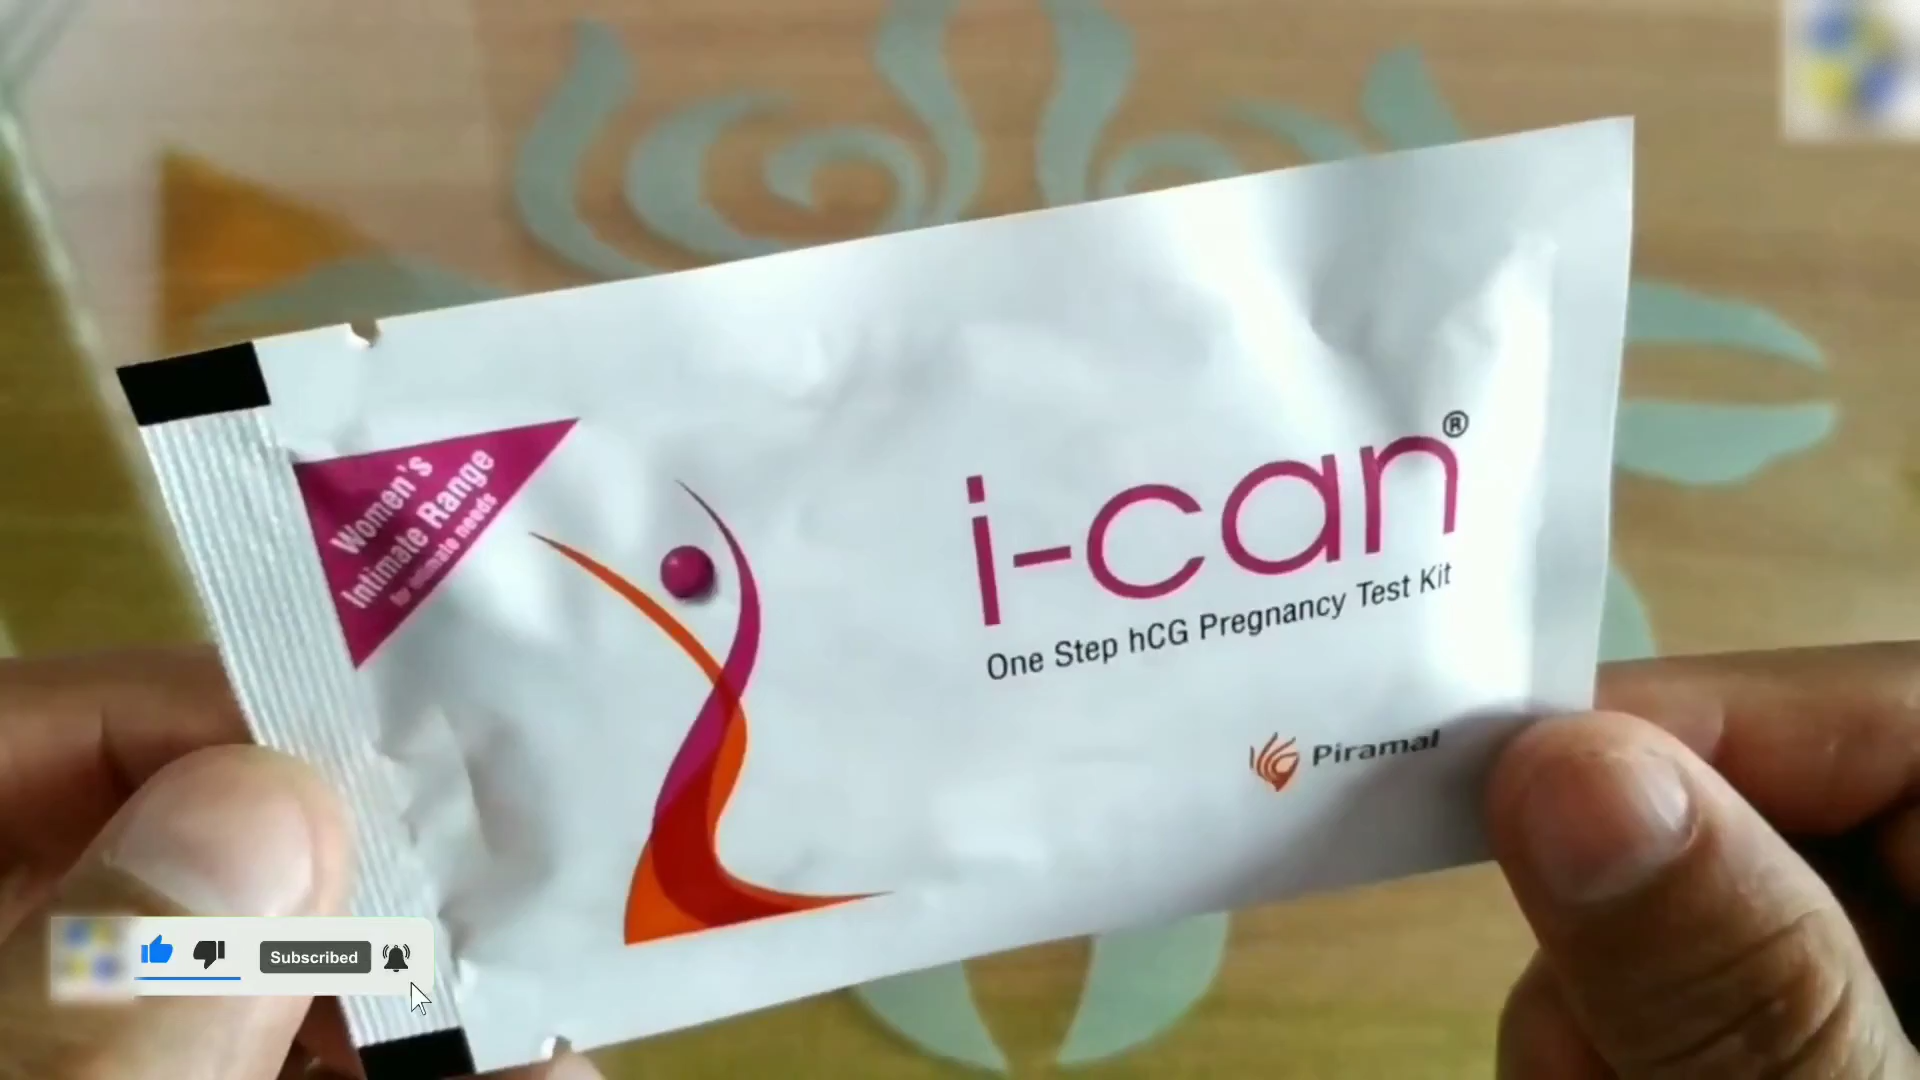 Women's
Intimate Range
for intimate needs
i-can®
One Step hCG Pregnancy Test Kit
Piramal
Subscribed